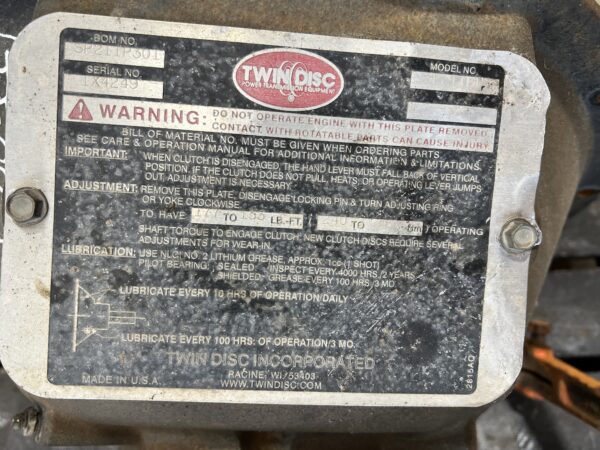 BOM NO.
SP211P301
SERIAL NO.
1X4249
TWIN DISC
POWER TRANSMISSION EQUIPMENT
MODEL NO.
WARNING: DO NOT OPERATE ENGINE WITH THIS PLATE REMOVED
CONTACT WITH ROTATABLE PARTS CAN CAUSE INJURY
BILL OF MATERIAL NO. MUST BE GIVEN WHEN ORDERING PARTS
SEE CARE & OPERATION MANUAL FOR ADDITIONAL INFORMATION & LIMITATIONS
IMPORTANT: WHEN CLUTCH IS DISENGAGED, THE HAND LEVER MUST FALL BACK OF VERTICAL
POSITION. IF THE CLUTCH DOES NOT PULL, HEATS, OR OPERATING LEVER JUMPS
OUT ADJUSTMENT IS NECESSARY.
ADJUSTMENT: REMOVE THIS PLATE, DISENGAGE LOCKING PIN & TURN ADJUSTING RING
OR YOKE CLOCKWISE
TO HAVE 177 TO LB-FT. TO OPERATING
SHAFT TORQUE TO ENGAGE CLUTCH. NEW CLUTCH DISCS REQUIRE SEVERAL
ADJUSTMENTS FOR WEAR-IN.
LUBRICATION: USE NLGI NO. 2 LITHIUM GREASE, APPROX. 1cc (1 SHOT)
PILOT BEARING: SEALED: INSPECT EVERY 4000 HRS./2 YEARS
SHIELDED: GREASE EVERY 100 HRS./3 MO.
LUBRICATE EVERY 10 HRS OF OPERATION/DAILY
LUBRICATE EVERY 100 HRS. OF OPERATION/3 MO.
TWIN DISC INCORPORATED
RACINE, WI 53403
MADE IN U.S.A.
WWW.TWINDISC.COM
2815AQ